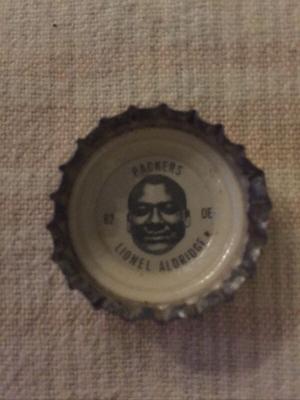 PACKERS
82 DE
LIONEL ALDRIDGE